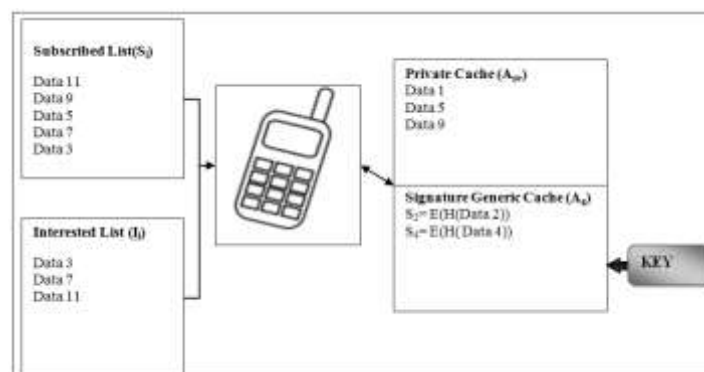 Subscribed List(Sⱼ)
Data 11
Data 9
Data 5
Data 7
Data 3
Interested List (Iⱼ)
Data 3
Data 7
Data 11
Private Cache
Data 1
Data 5
Data 9
Signature Generic Cache (A
S₂= E(H(Data 2))
S₄= E(H(Data 4))
KEY